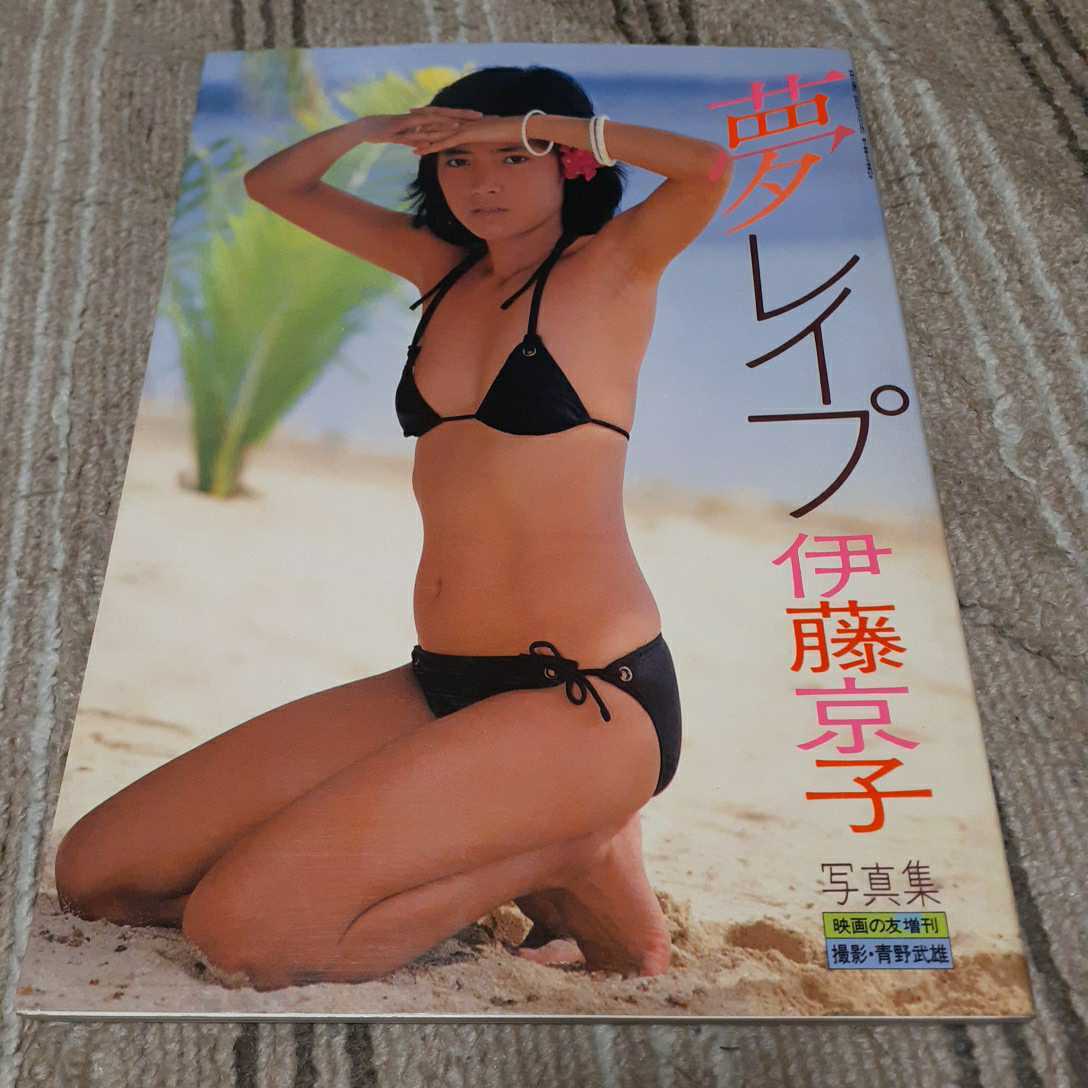 夢レイプ
伊藤京子
写真集
映画の友増刊
撮影・青野武雄